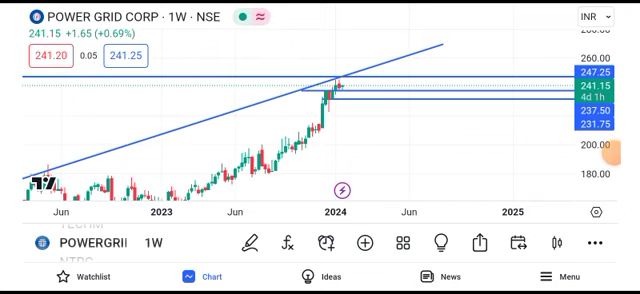 POWER GRID CORP · 1W · NSE
INR
241.15 +1.65 (+0.69%)
241.20 0.05 241.25
280.00
260.00
247.25
241.15
4d 1h
237.50
231.75
200.00
180.00
Jun 2023 Jun 2024 Jun 2025
POWERGRII 1W
NTPC
Watchlist Chart Ideas News Menu